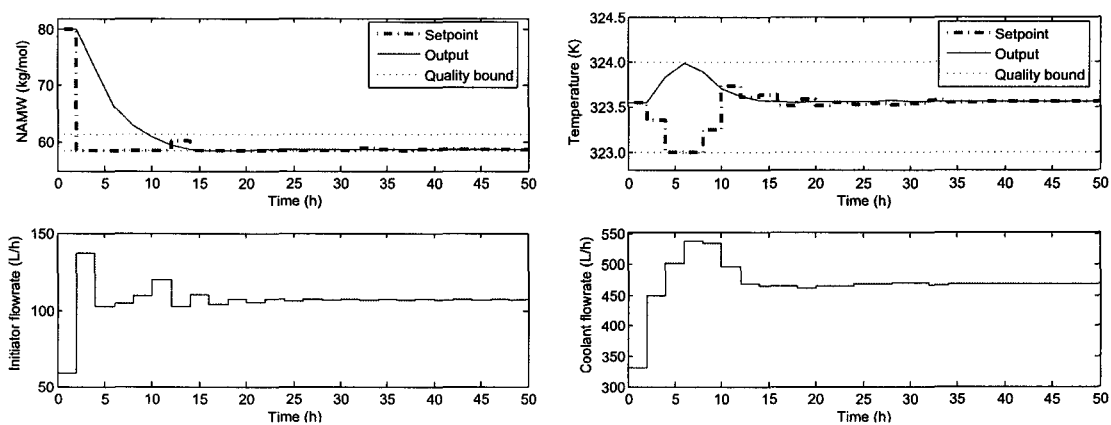 NAMW (kg/mol)
80
70
60
Setpoint
Output
Quality bound
0 5 10 15 20 25 30 35 40 45 50
Time (h)
Temperature (K)
324.5
324.0
323.5
323.0
Setpoint
Output
Quality bound
0 5 10 15 20 25 30 35 40 45 50
Time (h)
Initiator flowrate (L/h)
150
100
50
0 5 10 15 20 25 30 35 40 45 50
Time (h)
Coolant flowrate (L/h)
550
500
450
400
350
300
0 5 10 15 20 25 30 35 40 45 50
Time (h)